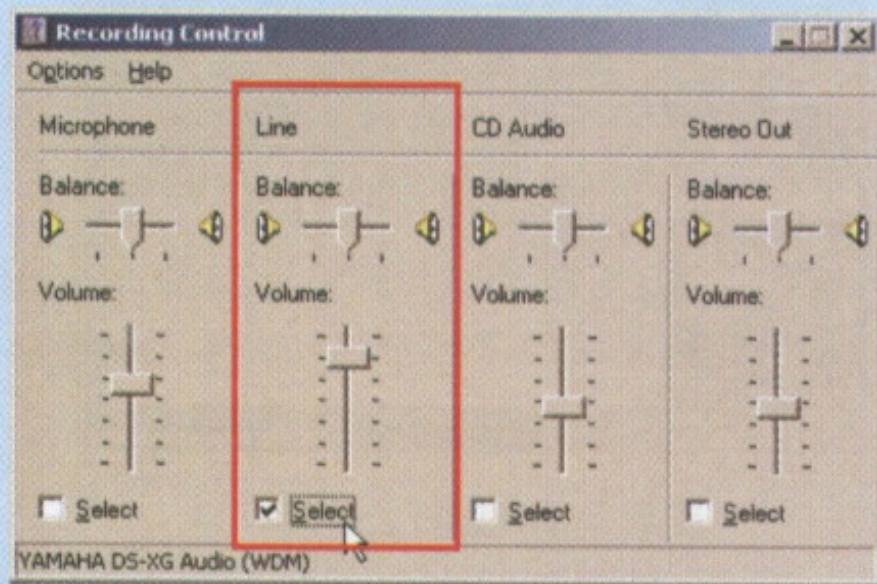 Recording Control
Options Help
Microphone Line CD Audio Stereo Out
Balance: Balance: Balance: Balance:
Volume: Volume: Volume: Volume:
Select Select Select Select
YAMAHA DS-XG Audio (WDM)